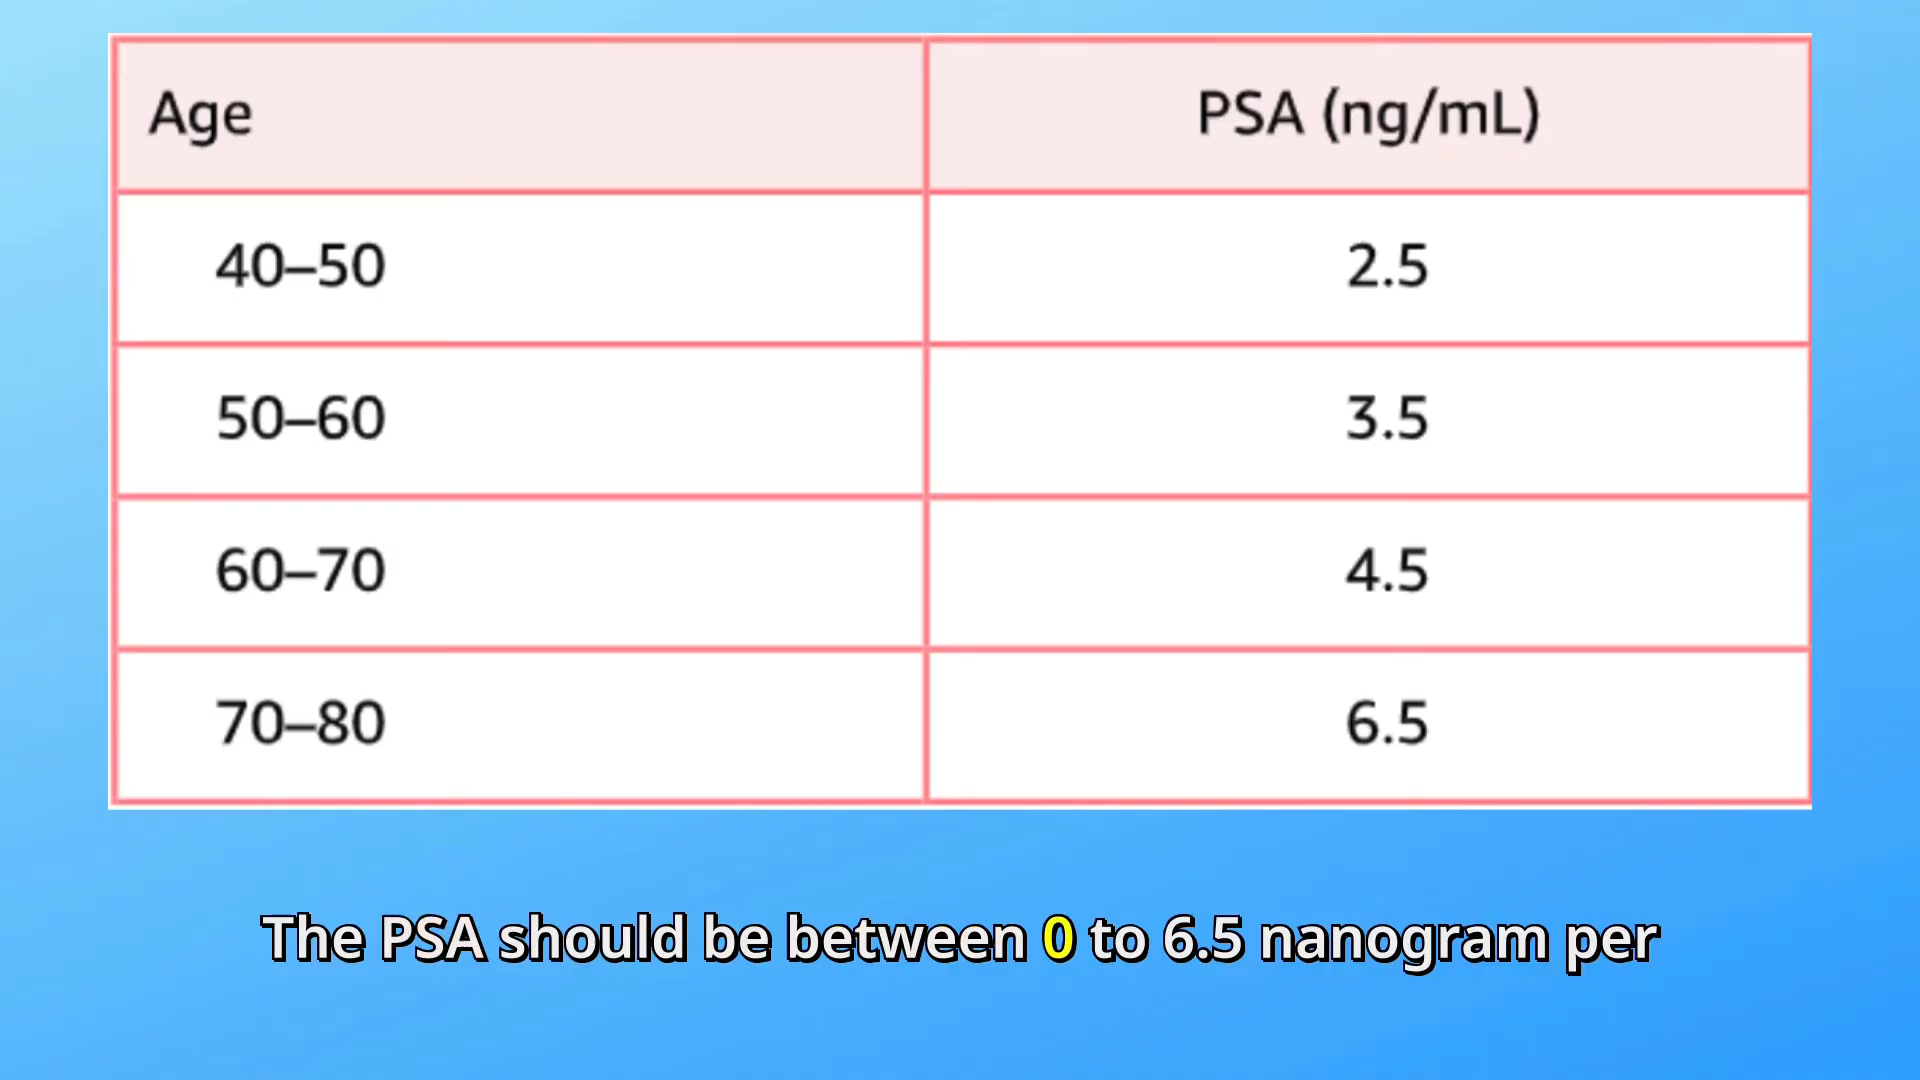 Age PSA (ng/mL)
40–50 2.5
50–60 3.5
60–70 4.5
70–80 6.5
The PSA should be between 0 to 6.5 nanogram per